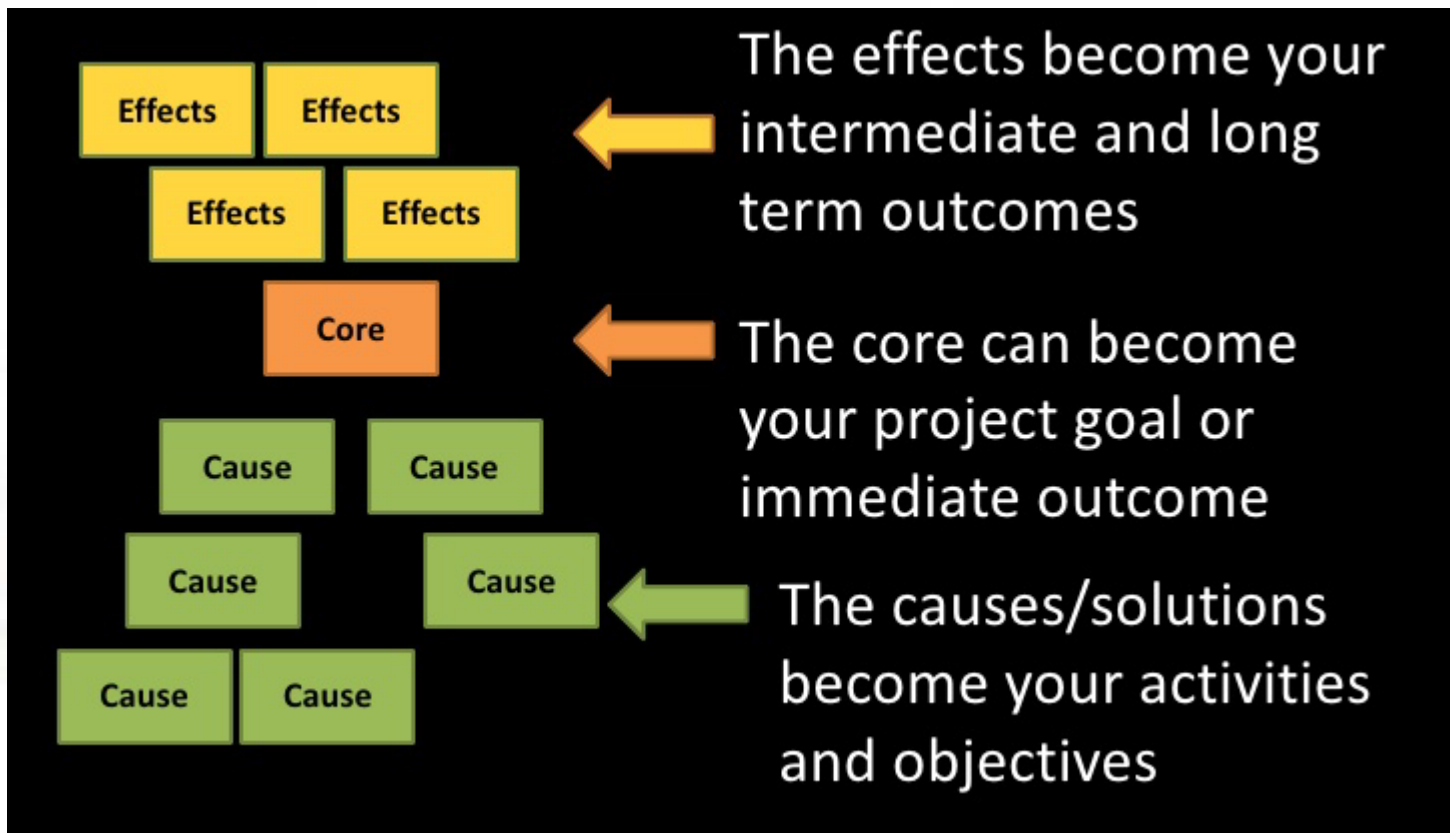 Effects Effects
Effects Effects
Core
Cause Cause
Cause Cause
Cause Cause
The effects become your
intermediate and long
term outcomes
The core can become
your project goal or
immediate outcome
The causes/solutions
become your activities
and objectives